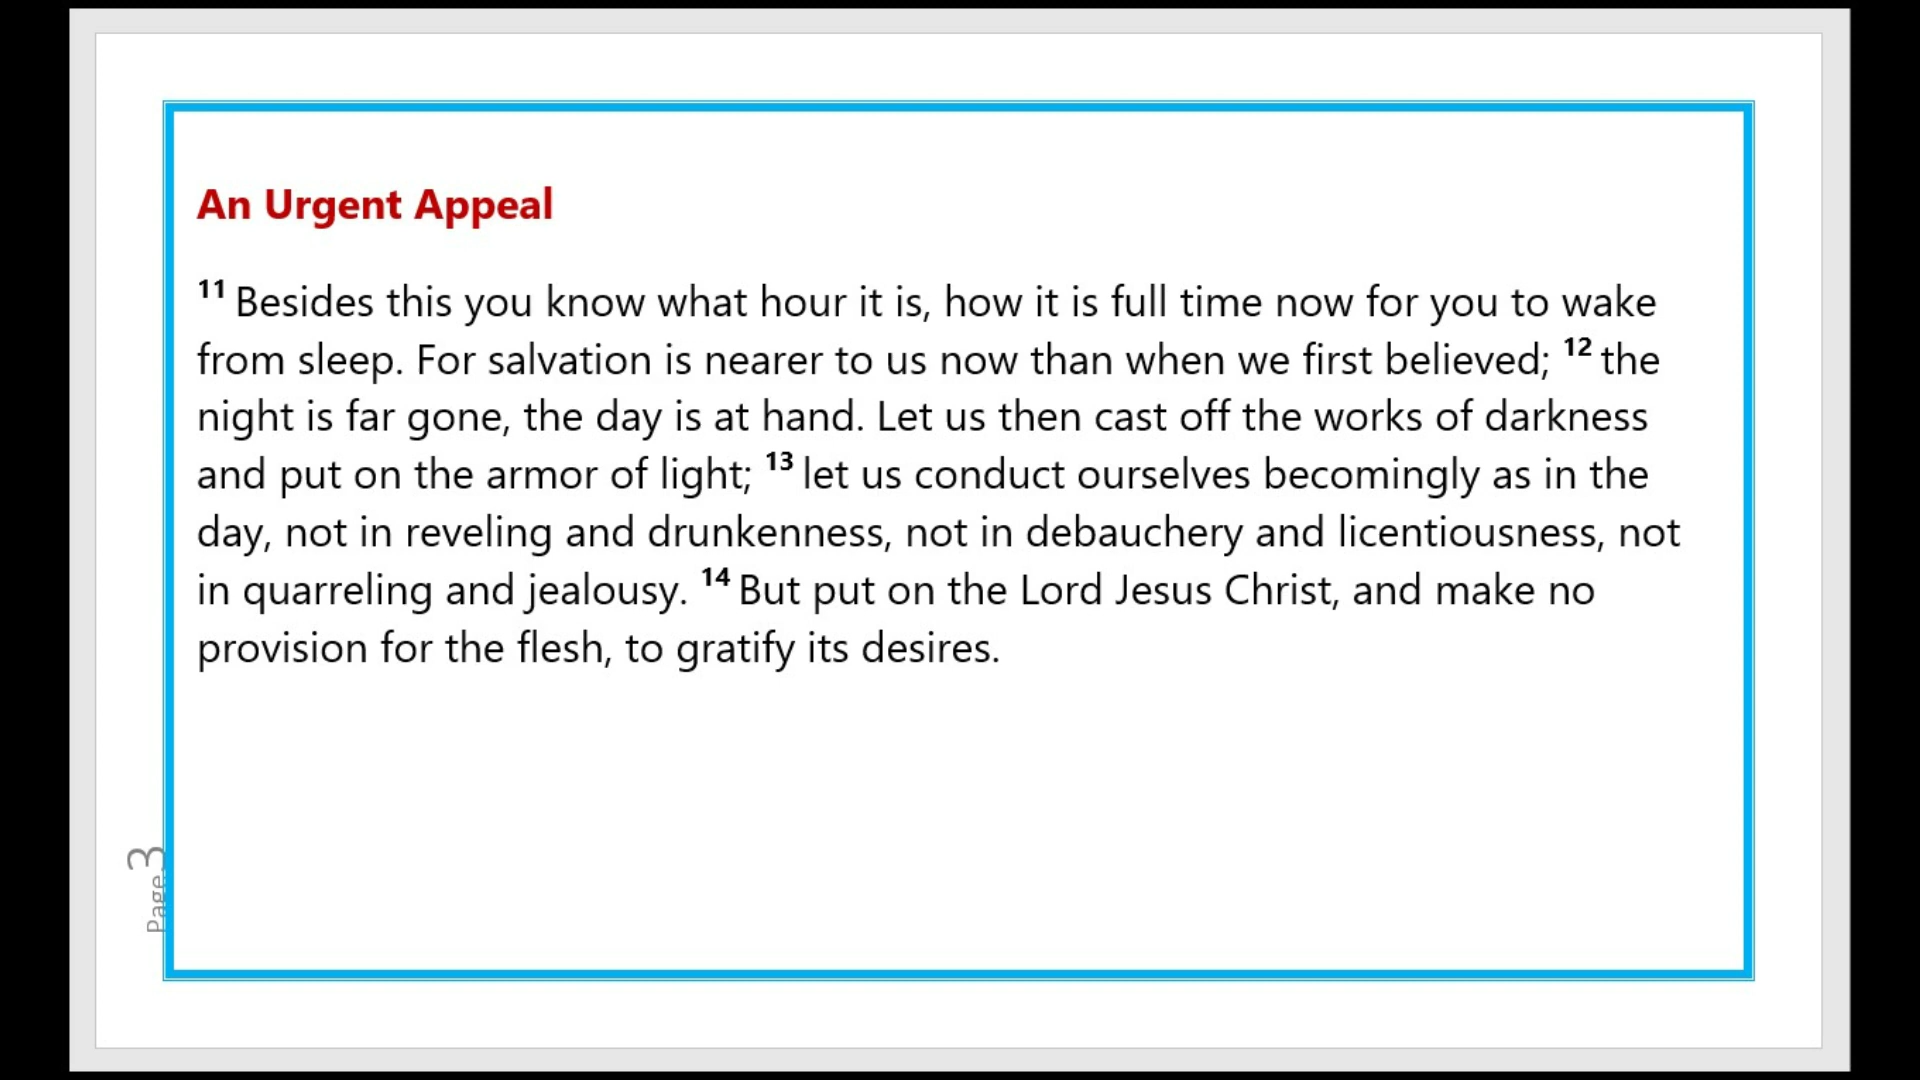 An Urgent Appeal
11 Besides this you know what hour it is, how it is full time now for you to wake
from sleep. For salvation is nearer to us now than when we first believed; 12 the
night is far gone, the day is at hand. Let us then cast off the works of darkness
and put on the armor of light; 13 let us conduct ourselves becomingly as in the
day, not in reveling and drunkenness, not in debauchery and licentiousness, not
in quarreling and jealousy. 14 But put on the Lord Jesus Christ, and make no
provision for the flesh, to gratify its desires.
Page 3